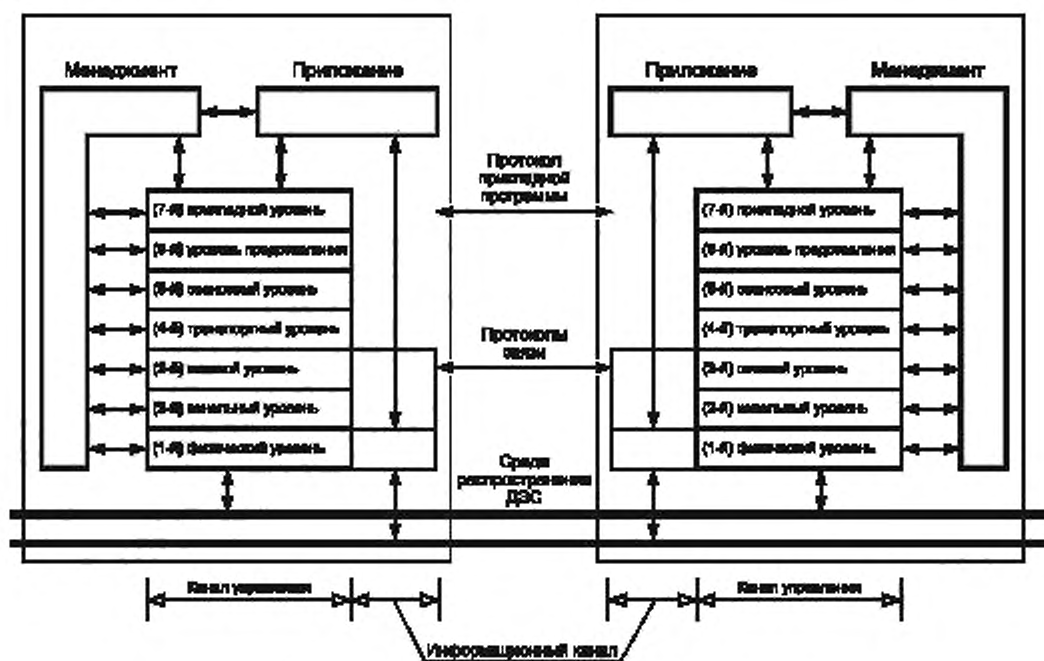 Менеджмент
Приложение
Приложение
Менеджмент
Протокол
прикладной
программы
(7-й) прикладной уровень
(6-й) уровень представления
(5-й) сеансовый уровень
(4-й) транспортный уровень
(3-й) сетевой уровень
(2-й) канальный уровень
(1-й) физический уровень
(7-й) прикладной уровень
(6-й) уровень представления
(5-й) сеансовый уровень
(4-й) транспортный уровень
(3-й) сетевой уровень
(2-й) канальный уровень
(1-й) физический уровень
Протоколы
связи
Среда
распространения
ДЭС
Канал управления
Канал управления
Информационный канал